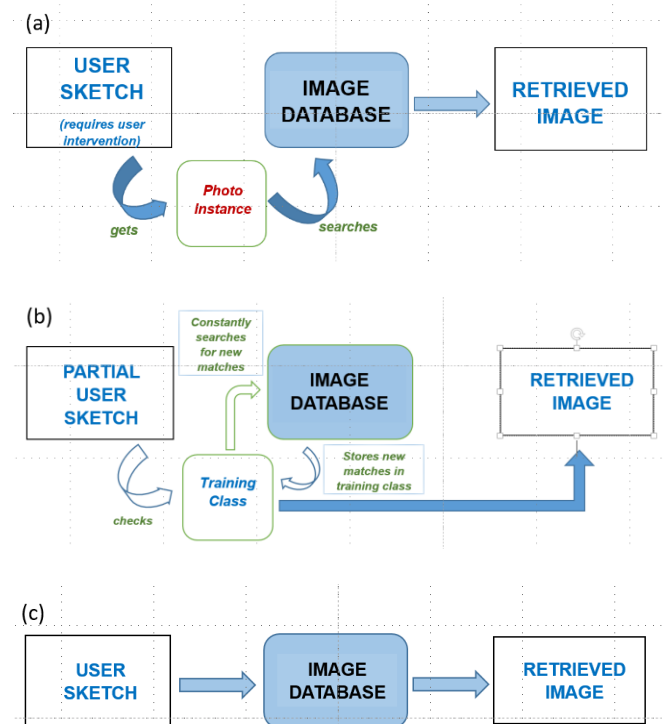 (a)
USER
SKETCH
(requires user
intervention)
IMAGE
DATABASE
RETRIEVED
IMAGE
Photo
instance
gets
searches
(b)
Constantly
searches
for new
matches
PARTIAL
USER
SKETCH
IMAGE
DATABASE
RETRIEVED
IMAGE
Stores new
matches in
training class
Training
Class
checks
(c)
USER
SKETCH
IMAGE
DATABASE
RETRIEVED
IMAGE